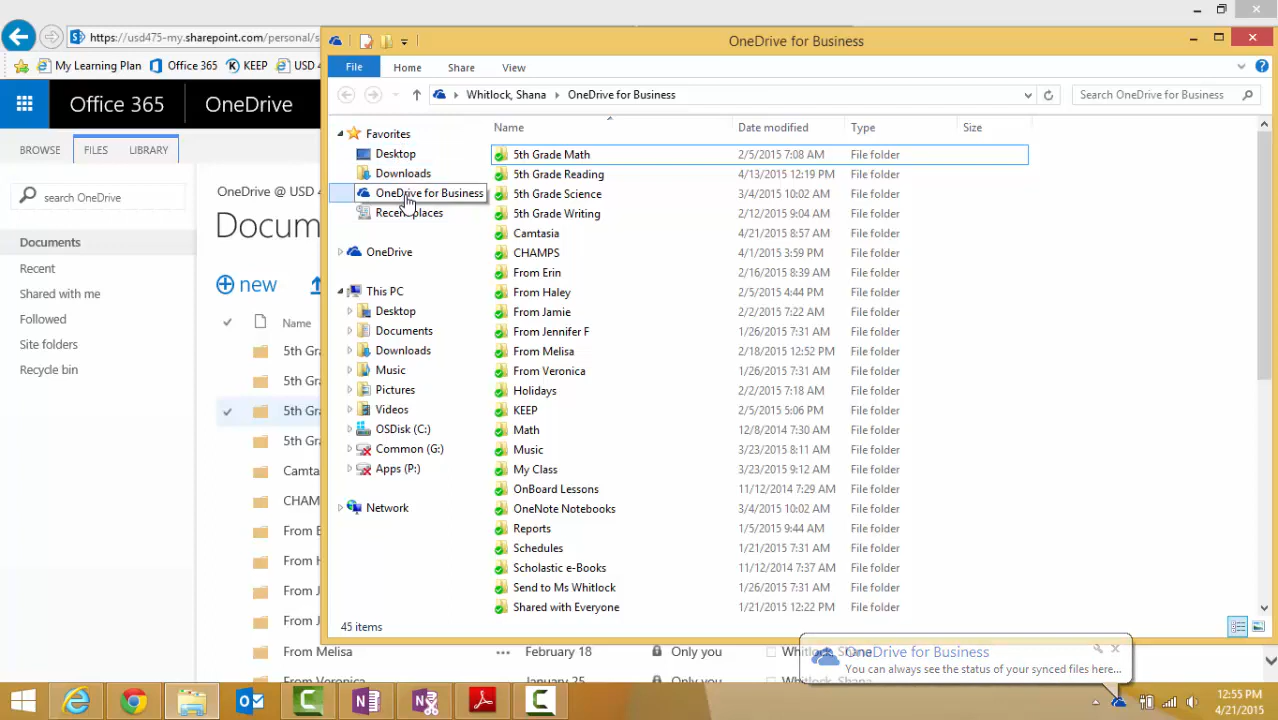 https://usd475-my.sharepoint.com/personal/s
My Learning Plan
Office 365
KEEP
USD 4
Office 365
OneDrive
BROWSE
FILES
LIBRARY
search OneDrive
Documents
Recent
Shared with me
Followed
Site folders
Recycle bin
OneDrive @ USD 4
Docum
new
Name
5th Gra
5th Gra
5th Gra
5th Gra
Camta
CHAM
From E
From H
From J
From J
From Melisa
February 18
Only you
From Veronica
January 25
Only you
Whitlock, Shana
OneDrive for Business
File
Home
Share
View
Whitlock, Shana
OneDrive for Business
Search OneDrive for Business
Favorites
Desktop
Downloads
OneDrive for Business
Recent places
OneDrive
This PC
Desktop
Documents
Downloads
Music
Pictures
Videos
OSDisk (C:)
Common (G:)
Apps (P:)
Network
Name Date modified Type Size
5th Grade Math 2/5/2015 7:08 AM File folder
5th Grade Reading 4/13/2015 12:19 PM File folder
5th Grade Science 3/4/2015 10:02 AM File folder
5th Grade Writing 2/12/2015 9:04 AM File folder
Camtasia 4/21/2015 8:57 AM File folder
CHAMPS 4/1/2015 3:59 PM File folder
From Erin 2/16/2015 8:39 AM File folder
From Haley 2/5/2015 4:44 PM File folder
From Jamie 2/2/2015 7:22 AM File folder
From Jennifer F 1/26/2015 7:31 AM File folder
From Melisa 2/18/2015 12:52 PM File folder
From Veronica 1/26/2015 7:31 AM File folder
Holidays 2/2/2015 7:18 AM File folder
KEEP 2/5/2015 5:06 PM File folder
Math 12/8/2014 7:30 AM File folder
Music 3/23/2015 8:11 AM File folder
My Class 3/23/2015 9:12 AM File folder
OnBoard Lessons 11/12/2014 7:29 AM File folder
OneNote Notebooks 3/4/2015 10:02 AM File folder
Reports 1/5/2015 9:44 AM File folder
Schedules 1/21/2015 7:31 AM File folder
Scholastic e-Books 11/12/2014 7:37 AM File folder
Send to Ms Whitlock 1/26/2015 7:31 AM File folder
Shared with Everyone 1/21/2015 12:22 PM File folder
45 items
OneDrive for Business
You can always see the status of your synced files here...
12:55 PM
4/21/2015